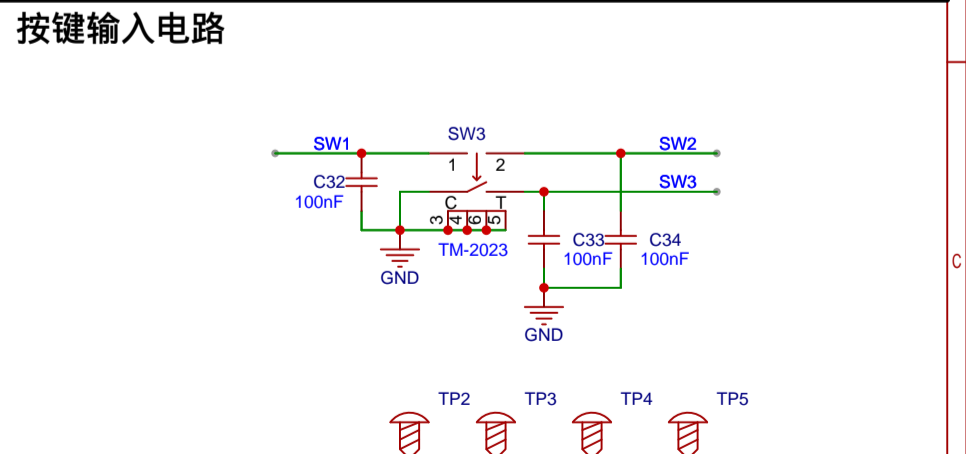 按键输入电路
SW3
SW1
SW2
1
2
C32
100nF
SW3
C
T
3
4
6
5
TM-2023
C33
100nF
C34
100nF
GND
GND
C
TP2
TP3
TP4
TP5